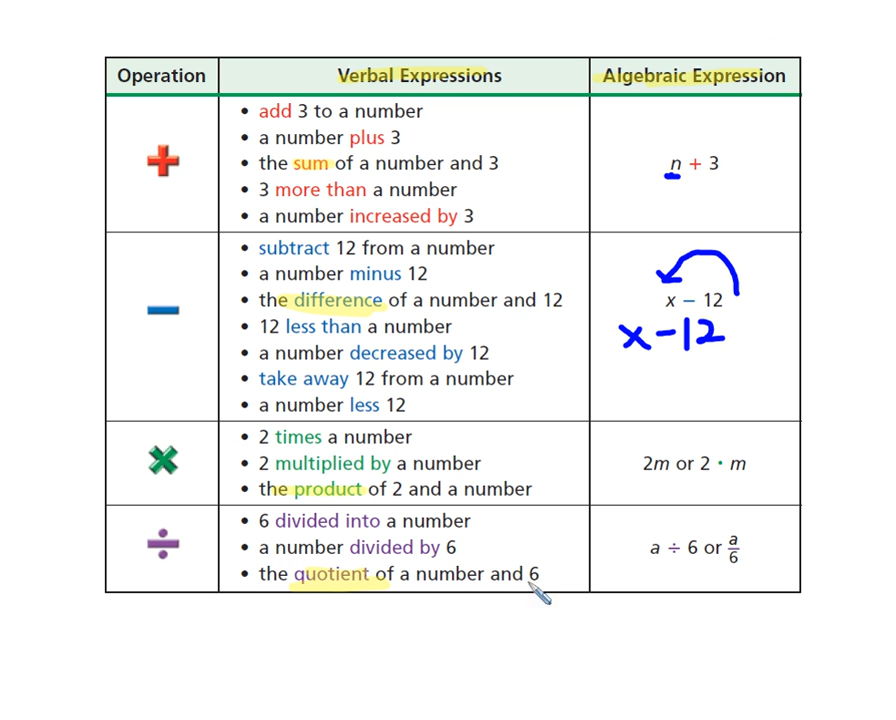 Operation Verbal Expressions Algebraic Expression
• add 3 to a number
• a number plus 3
• the sum of a number and 3
• 3 more than a number
• a number increased by 3
n + 3
• subtract 12 from a number
• a number minus 12
• the difference of a number and 12
• 12 less than a number
• a number decreased by 12
• take away 12 from a number
• a number less 12
x − 12
x − 12
• 2 times a number
• 2 multiplied by a number
• the product of 2 and a number
2m or 2 · m
• 6 divided into a number
• a number divided by 6
• the quotient of a number and 6
a ÷ 6 or a/6